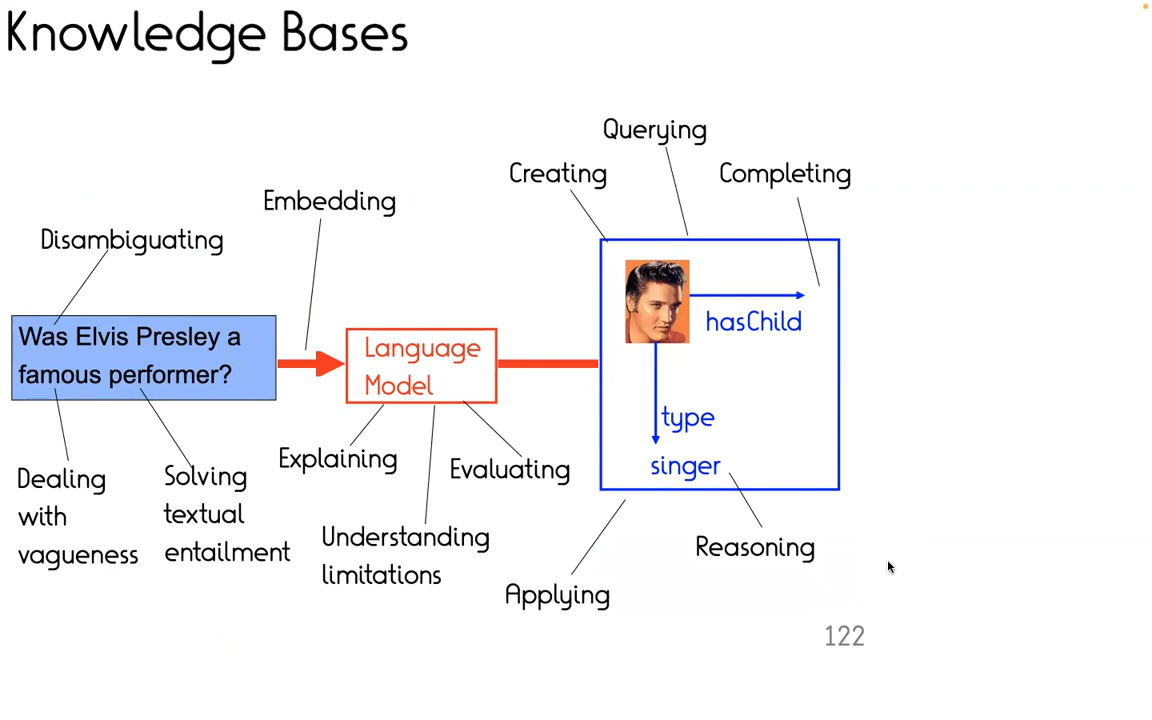 Knowledge Bases
Querying
Creating
Completing
Embedding
Disambiguating
Was Elvis Presley a
famous performer?
Language
Model
hasChild
type
singer
Dealing
with
vagueness
Solving
textual
entailment
Explaining
Evaluating
Understanding
limitations
Reasoning
Applying
122